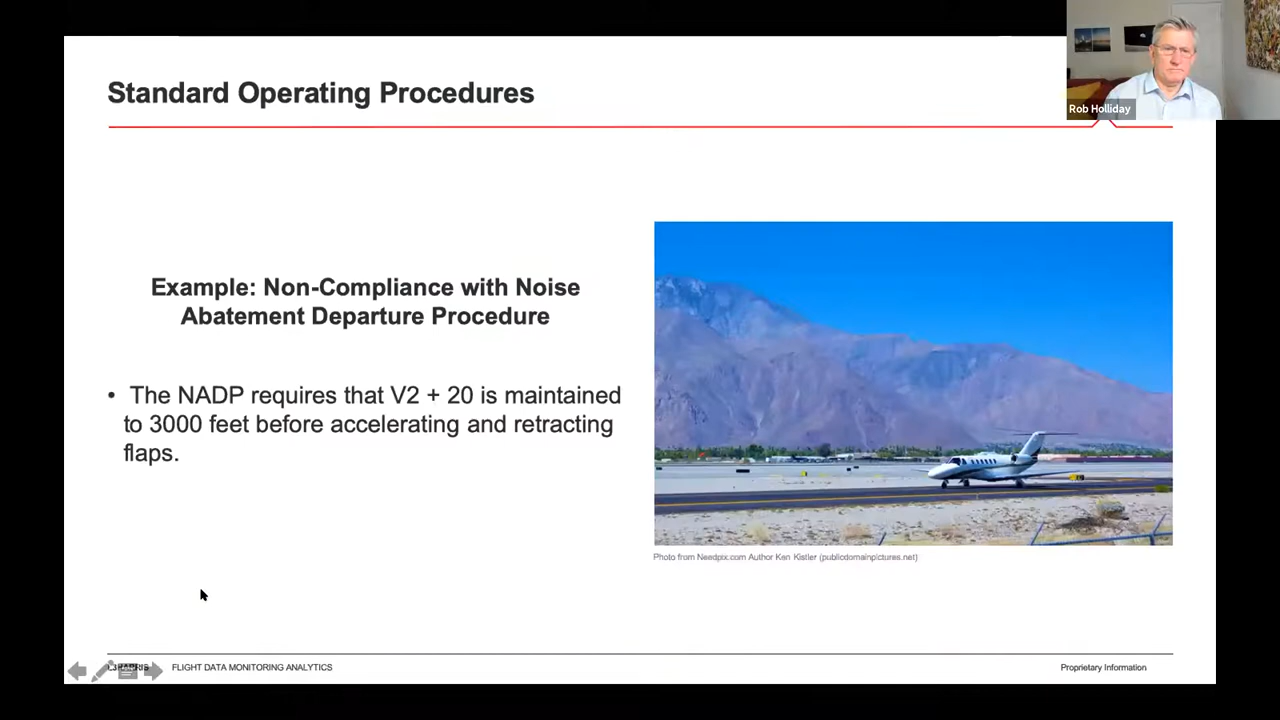 Standard Operating Procedures
Rob Holliday
Example: Non-Compliance with Noise
Abatement Departure Procedure
• The NADP requires that V2 + 20 is maintained
to 3000 feet before accelerating and retracting
flaps.
Photo from Needpix.com Author Ken Kistler (publicdomainpictures.net)
L3HARRIS FLIGHT DATA MONITORING ANALYTICS
Proprietary Information